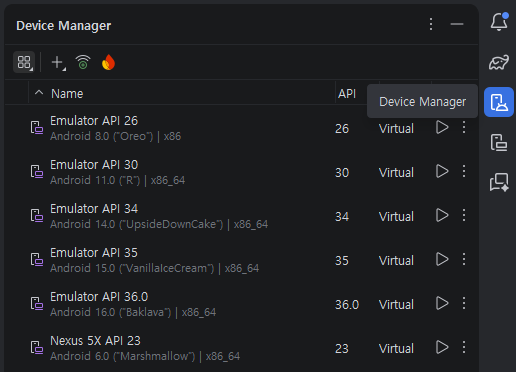 Device Manager
Name API
Device Manager
Emulator API 26
Android 8.0 ("Oreo") | x86
26 Virtual
Emulator API 30
Android 11.0 ("R") | x86_64
30 Virtual
Emulator API 34
Android 14.0 ("UpsideDownCake") | x86_64
34 Virtual
Emulator API 35
Android 15.0 ("VanillaIceCream") | x86_64
35 Virtual
Emulator API 36.0
Android 16.0 ("Baklava") | x86_64
36.0 Virtual
Nexus 5X API 23
Android 6.0 ("Marshmallow") | x86_64
23 Virtual